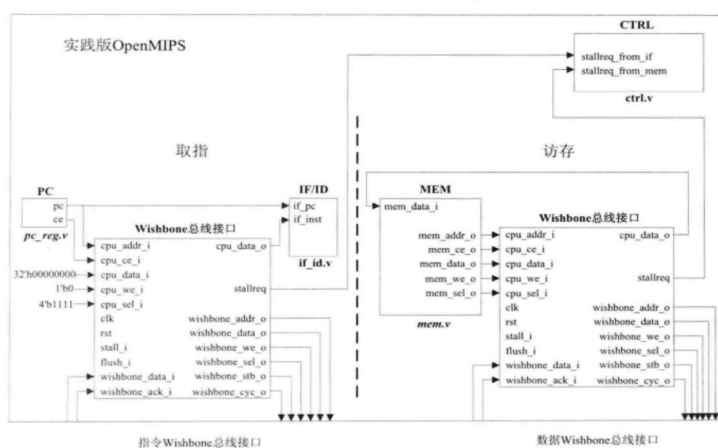 实践版OpenMIPS
CTRL
stallreq_from_if
stallreq_from_mem
ctrl.v
取指
访存
PC
pc
ce
pc_reg.v
IF/ID
if_pc
if_inst
if_id.v
Wishbone总线接口
cpu_addr_i
cpu_ce_i
cpu_data_i
cpu_we_i
cpu_sel_i
clk
rst
stall_i
flush_i
wishbone_data_i
wishbone_ack_i
cpu_data_o
stallreq
wishbone_addr_o
wishbone_data_o
wishbone_we_o
wishbone_sel_o
wishbone_stb_o
wishbone_cyc_o
32'h00000000
1'b0
4'b1111
MEM
mem_data_i
mem_addr_o
mem_ce_o
mem_data_o
mem_we_o
mem_sel_o
mem.v
Wishbone总线接口
cpu_addr_i
cpu_ce_i
cpu_data_i
cpu_we_i
cpu_sel_i
clk
rst
stall_i
flush_i
wishbone_data_i
wishbone_ack_i
cpu_data_o
stallreq
wishbone_addr_o
wishbone_data_o
wishbone_we_o
wishbone_sel_o
wishbone_stb_o
wishbone_cyc_o
指令Wishbone总线接口
数据Wishbone总线接口